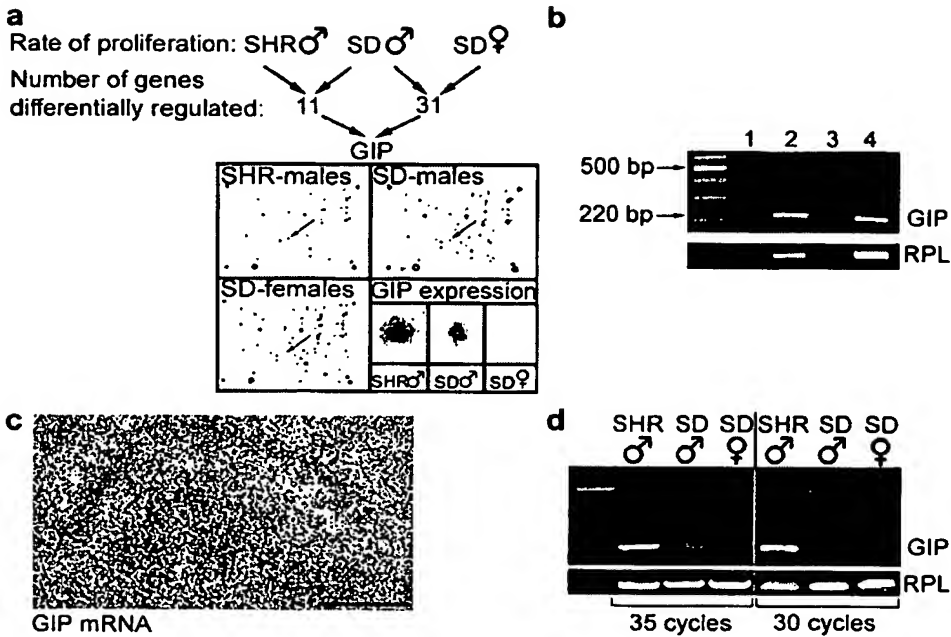 a
Rate of proliferation: SHR♂ SD♂ SD♀
Number of genes
differentially regulated:
11 31
GIP
SHR-males SD-males
SD-females GIP expression
SHR♂ SD♂ SD♀
b
1 2 3 4
500 bp
220 bp
GIP
RPL
c
GIP mRNA
d
SHR SD SD SHR SD SD
♂ ♂ ♀ ♂ ♂ ♀
GIP
RPL
35 cycles 30 cycles